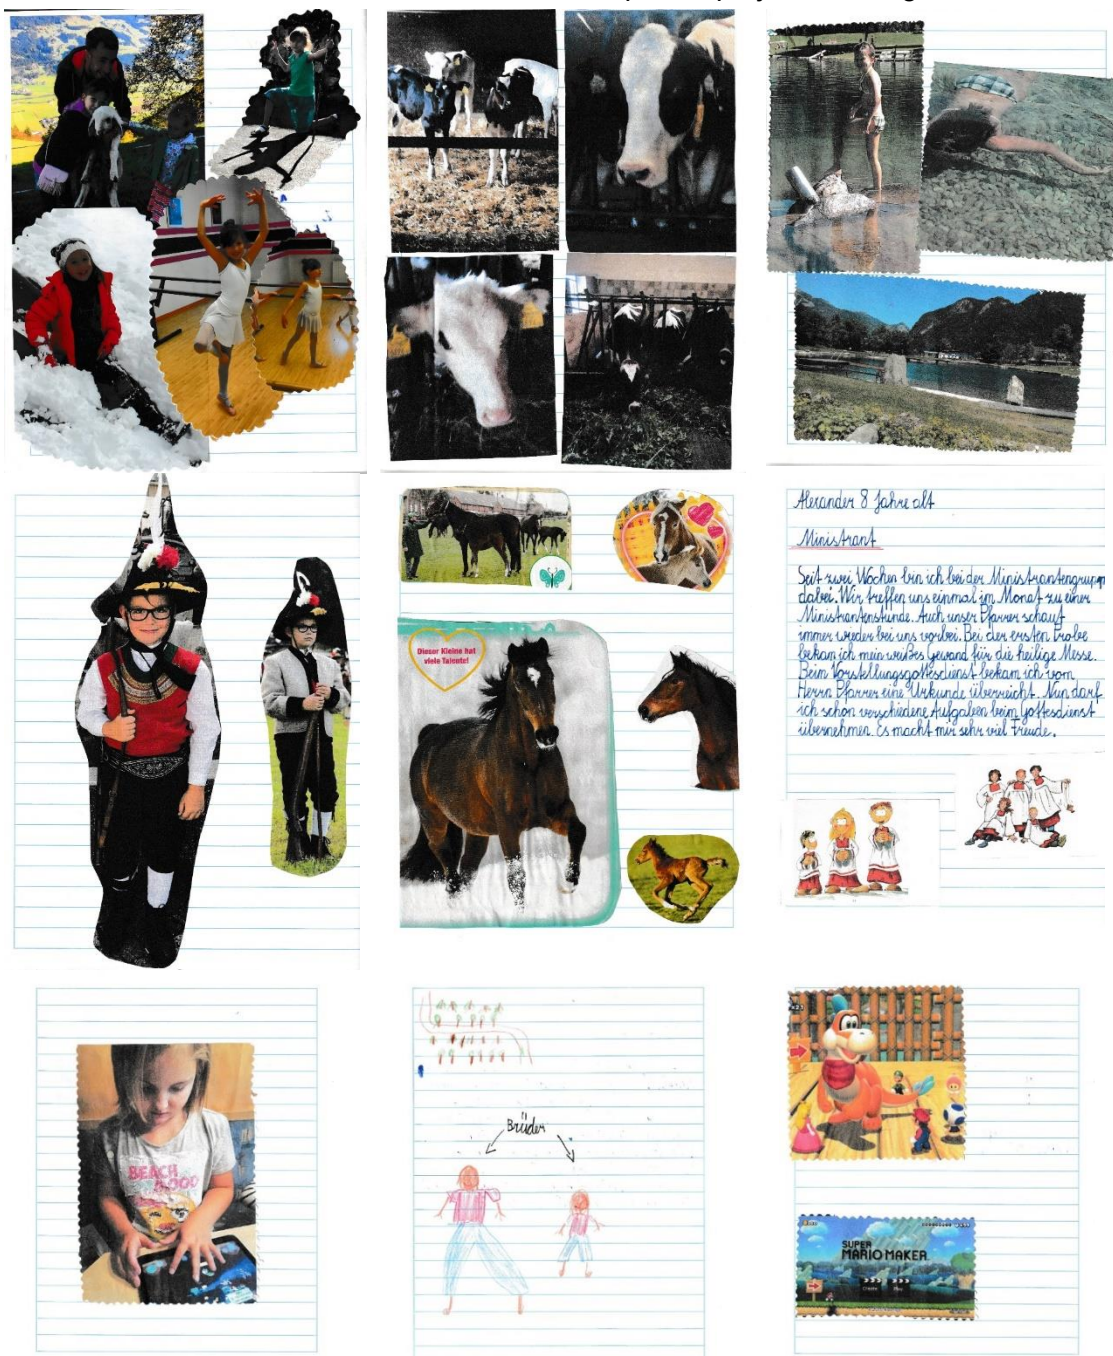 Dieser Kleine hat
viele Talente!
Alexander 8 Jahre alt
Ministrant
Seit zwei Wochen bin ich bei der Ministrantengruppe
dabei. Wir treffen uns einmal im Monat zu einer
Ministrantenstunde. Auch unser Pfarrer schaut
immer wieder bei uns vorbei. Bei der ersten Probe
bekam ich mein weißes Gewand für die heilige Messe.
Beim Vorstellungsgottesdienst bekam ich vom
Herrn Pfarrer eine Urkunde überreicht. Nun darf
ich schon verschiedene Aufgaben beim Gottesdienst
übernehmen. Es macht mir sehr viel Freude.
BEACH
Brüder
SUPER
MARIO MAKER
Create Play